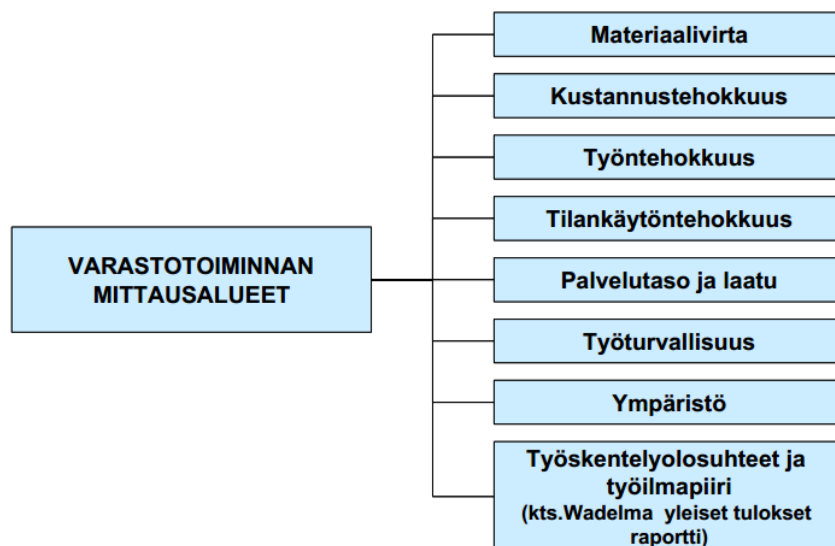 Materiaalivirta
Kustannustehokkuus
Työntehokkuus
Tilankäytöntehokkuus
VARASTOTOIMINNAN
MITTAUSALUEET
Palvelutaso ja laatu
Työturvallisuus
Ympäristö
Työskentelyolosuhteet ja
työilmapiiri
(kts.Wadelma yleiset tulokset
raportti)